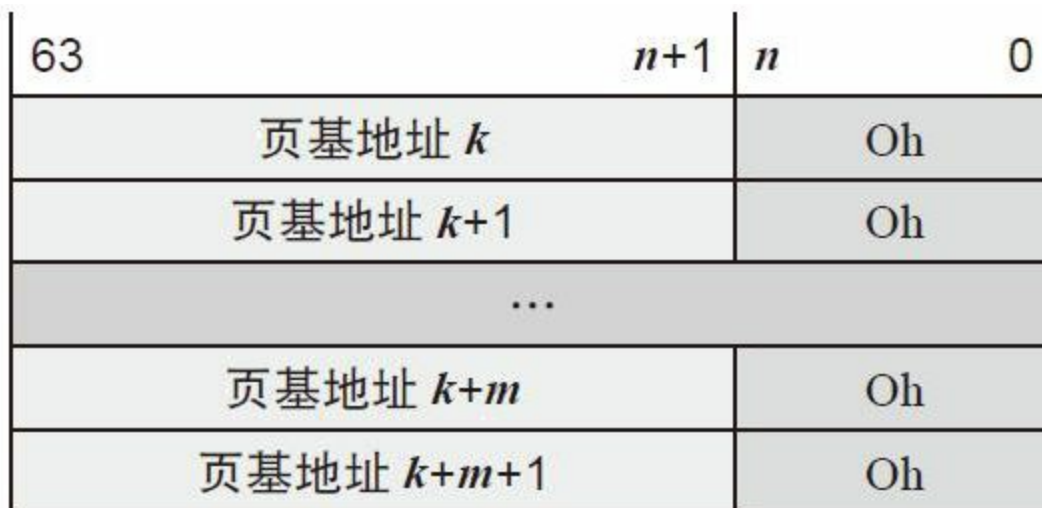 63 n+1 n 0
页基地址 k Oh
页基地址 k+1 Oh
...
页基地址 k+m Oh
页基地址 k+m+1 Oh